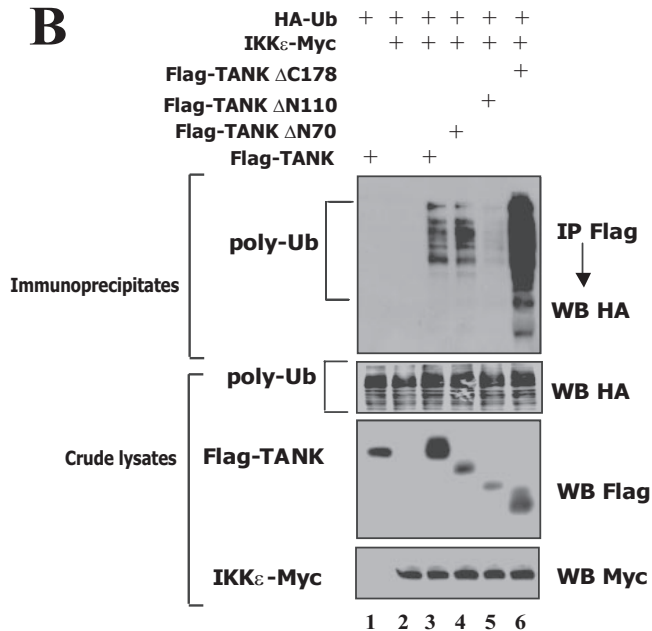 B
HA-Ub + + + + + +
IKKε-Myc + + + + +
Flag-TANK ΔC178 +
Flag-TANK ΔN110 +
Flag-TANK ΔN70 +
Flag-TANK + +
poly-Ub
IP Flag
Immunoprecipitates
WB HA
poly-Ub
WB HA
Flag-TANK
Crude lysates
WB Flag
IKKε-Myc
WB Myc
1 2 3 4 5 6